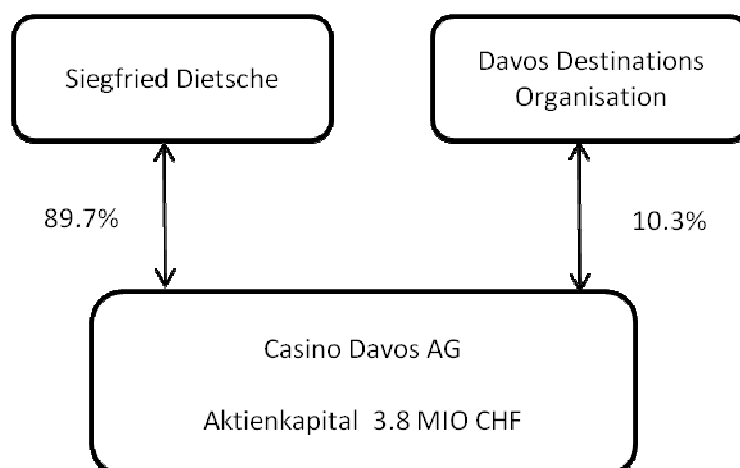 Siegfried Dietsche
Davos Destinations
Organisation
89.7%
10.3%
Casino Davos AG
Aktienkapital 3.8 MIO CHF